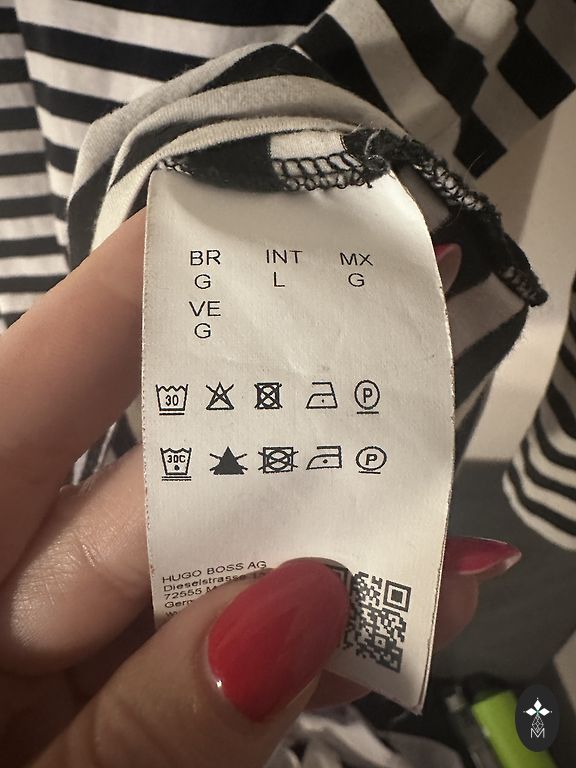 BR INT MX
G L G
VE
G
30 P
30C P
HUGO BOSS AG
Dieselstrasse
72555
M